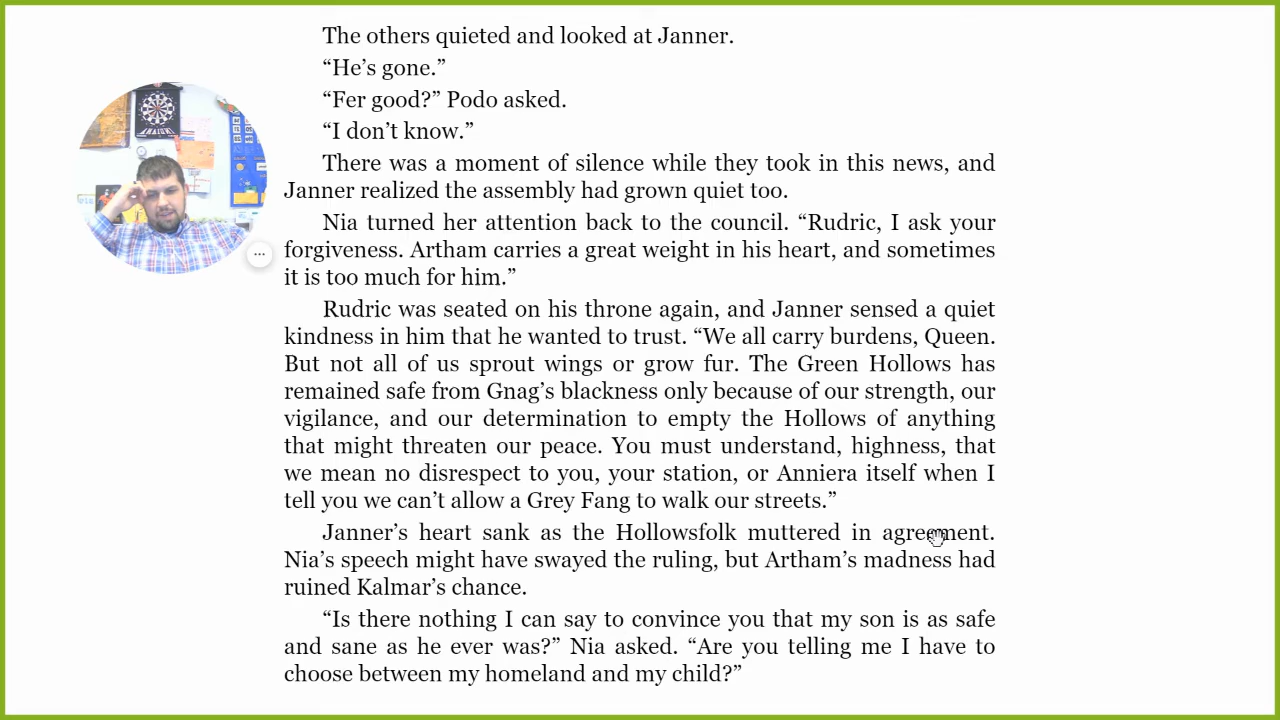 The others quieted and looked at Janner.
“He’s gone.”
“Fer good?” Podo asked.
“I don’t know.”
There was a moment of silence while they took in this news, and
Janner realized the assembly had grown quiet too.
Nia turned her attention back to the council. “Rudric, I ask your
forgiveness. Artham carries a great weight in his heart, and sometimes
it is too much for him.”
Rudric was seated on his throne again, and Janner sensed a quiet
kindness in him that he wanted to trust. “We all carry burdens, Queen.
But not all of us sprout wings or grow fur. The Green Hollows has
remained safe from Gnag’s blackness only because of our strength, our
vigilance, and our determination to empty the Hollows of anything
that might threaten our peace. You must understand, highness, that
we mean no disrespect to you, your station, or Anniera itself when I
tell you we can’t allow a Grey Fang to walk our streets.”
Janner’s heart sank as the Hollowsfolk muttered in agreement.
Nia’s speech might have swayed the ruling, but Artham’s madness had
ruined Kalmar’s chance.
“Is there nothing I can say to convince you that my son is as safe
and sane as he ever was?” Nia asked. “Are you telling me I have to
choose between my homeland and my child?”